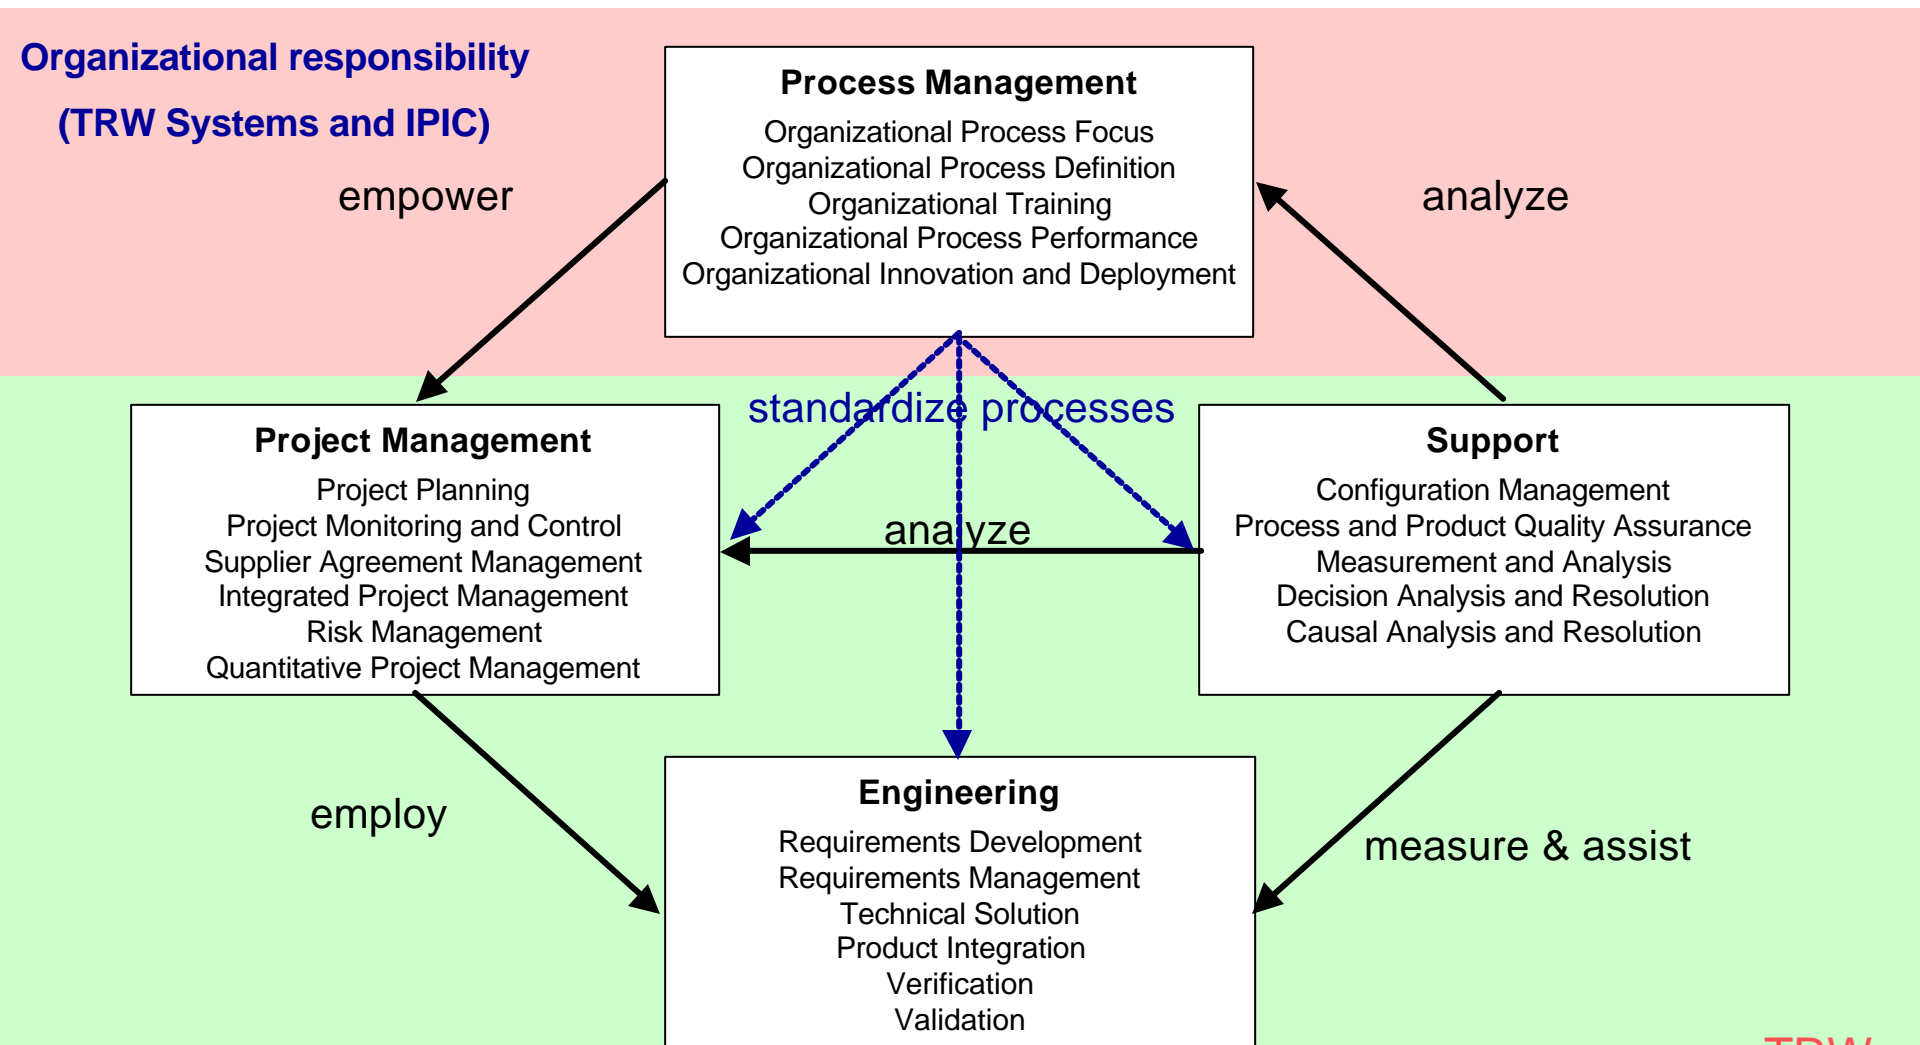 Organizational responsibility
(TRW Systems and IPIC)
Process Management
Organizational Process Focus
Organizational Process Definition
Organizational Training
Organizational Process Performance
Organizational Innovation and Deployment
empower
analyze
standardize processes
Project Management
Project Planning
Project Monitoring and Control
Supplier Agreement Management
Integrated Project Management
Risk Management
Quantitative Project Management
analyze
Support
Configuration Management
Process and Product Quality Assurance
Measurement and Analysis
Decision Analysis and Resolution
Causal Analysis and Resolution
employ
measure & assist
Engineering
Requirements Development
Requirements Management
Technical Solution
Product Integration
Verification
Validation
TRW